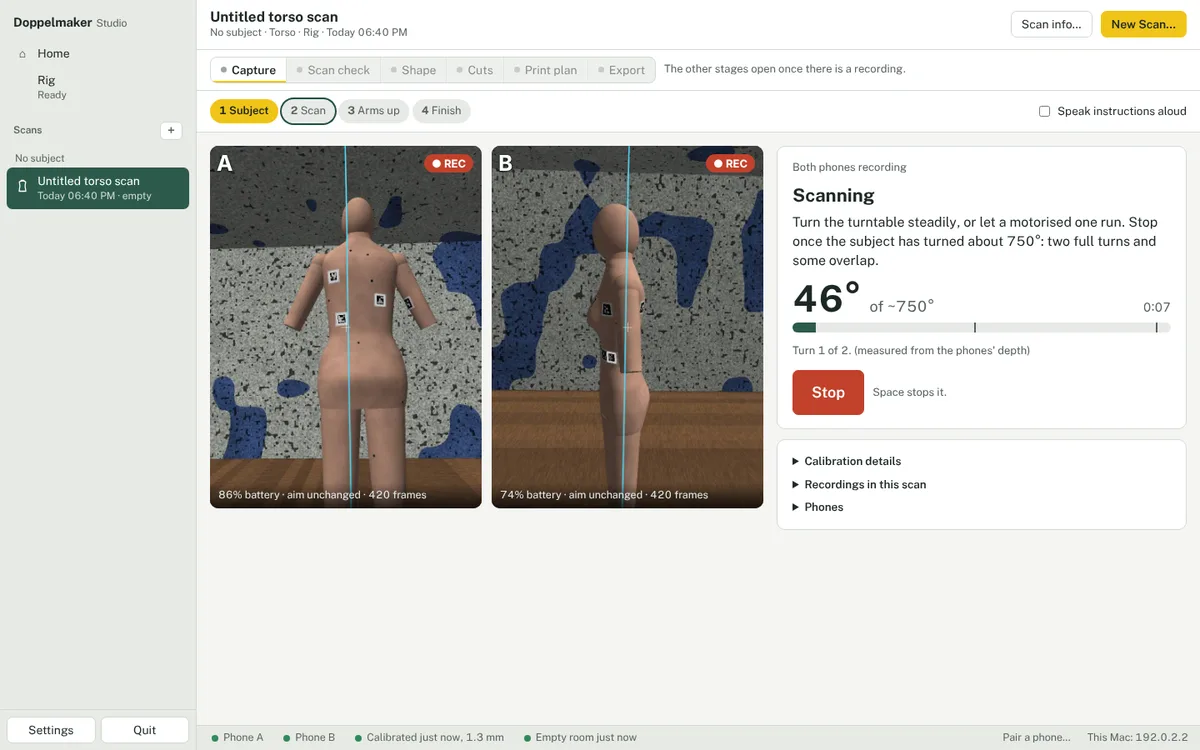 Doppelmaker Studio
Home
Rig
Ready
Scans
+
No subject
Untitled torso scan
Today 06:40 PM · empty
Settings
Quit
Untitled torso scan
No subject · Torso · Rig · Today 06:40 PM
Scan info...
New Scan...
Capture
Scan check
Shape
Cuts
Print plan
Export
The other stages open once there is a recording.
1 Subject
2 Scan
3 Arms up
4 Finish
Speak instructions aloud
A
REC
86% battery · aim unchanged · 420 frames
B
REC
74% battery · aim unchanged · 420 frames
Both phones recording
Scanning
Turn the turntable steadily, or let a motorised one run. Stop
once the subject has turned about 750°: two full turns and
some overlap.
46° of ~750°
0:07
Turn 1 of 2. (measured from the phones' depth)
Stop
Space stops it.
Calibration details
Recordings in this scan
Phones
Phone A
Phone B
Calibrated just now, 1.3 mm
Empty room just now
Pair a phone...
This Mac: 192.0.2.2